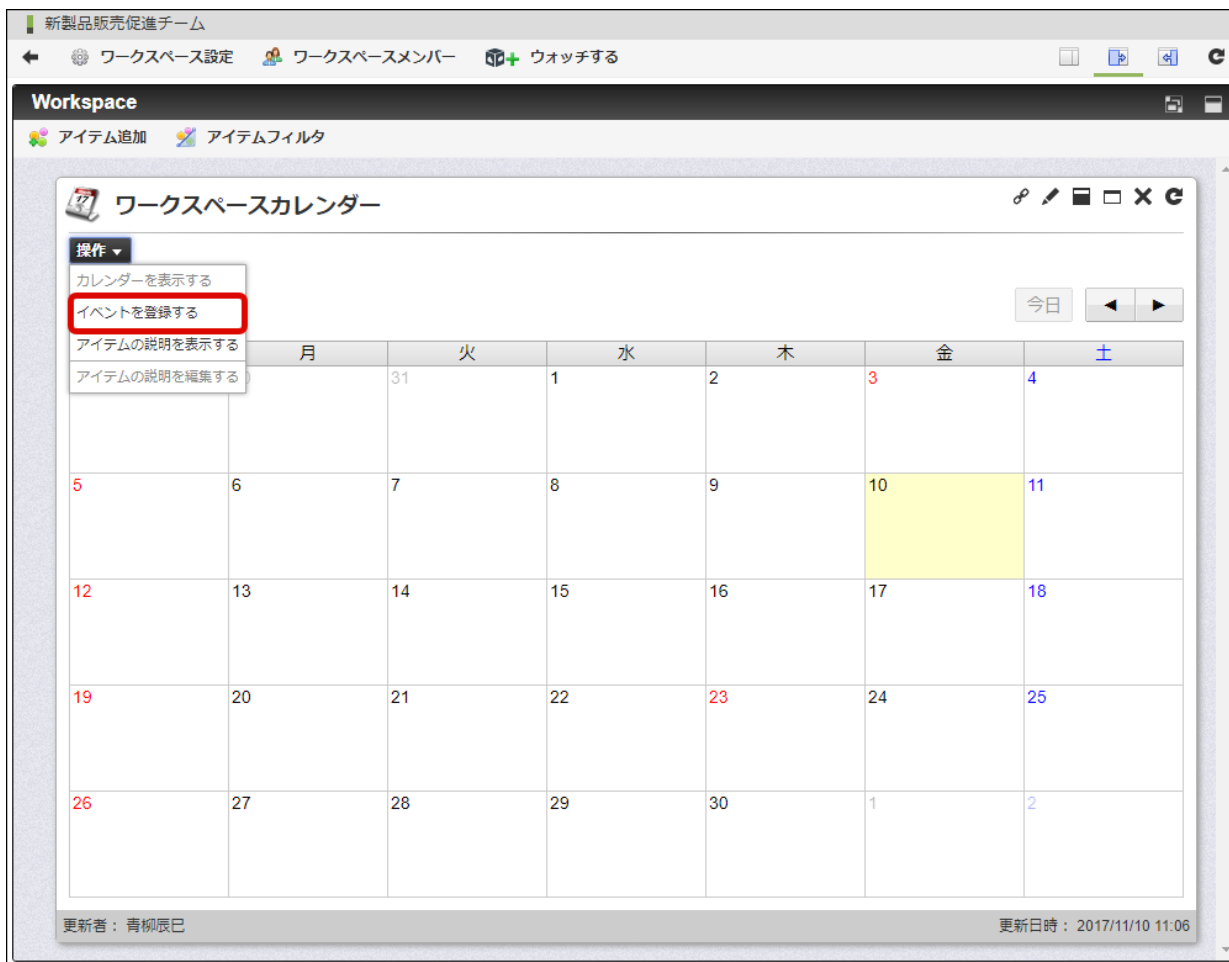 新製品販売促進チーム
ワークスペース設定 ワークスペースメンバー ウォッチする
Workspace
アイテム追加 アイテムフィルタ
ワークスペースカレンダー
操作
カレンダーを表示する
イベントを登録する
今日
アイテムの説明を表示する
アイテムの説明を編集する
月 火 水 木 金 土
31 1 2 3 4
5 6 7 8 9 10 11
12 13 14 15 16 17 18
19 20 21 22 23 24 25
26 27 28 29 30 1 2
更新者： 青柳辰巳 更新日時： 2017/11/10 11:06